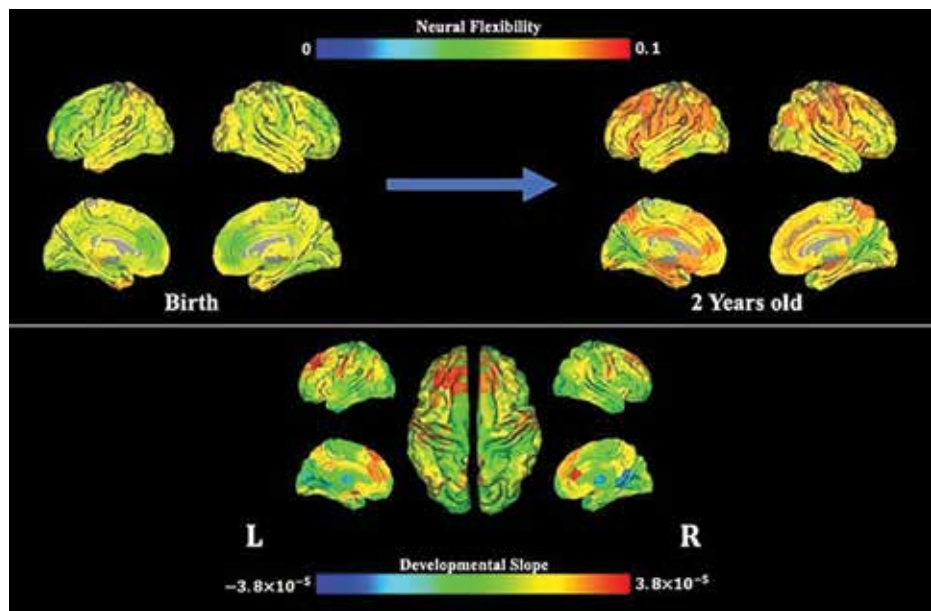 Neural Flexibility
0 0.1
Birth
2 Years old
L R
Developmental Slope
−3.8×10⁻⁵ 3.8×10⁻⁵